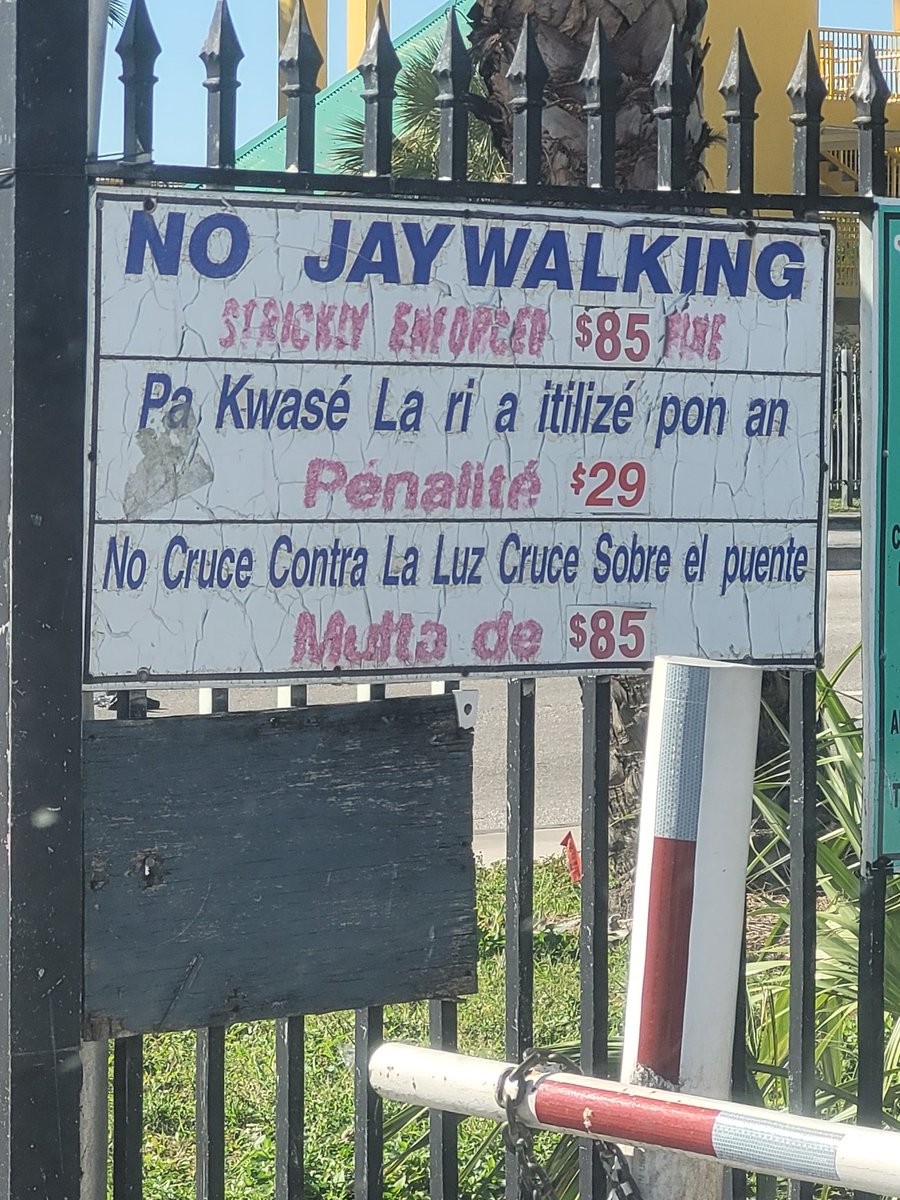 NO JAYWALKING
STRICKLY ENFORCED $85 FINE
Pa Kwasé La ri a itilizé pon an
Pénalité $29
No Cruce Contra La Luz Cruce Sobre el puente
Multa de $85